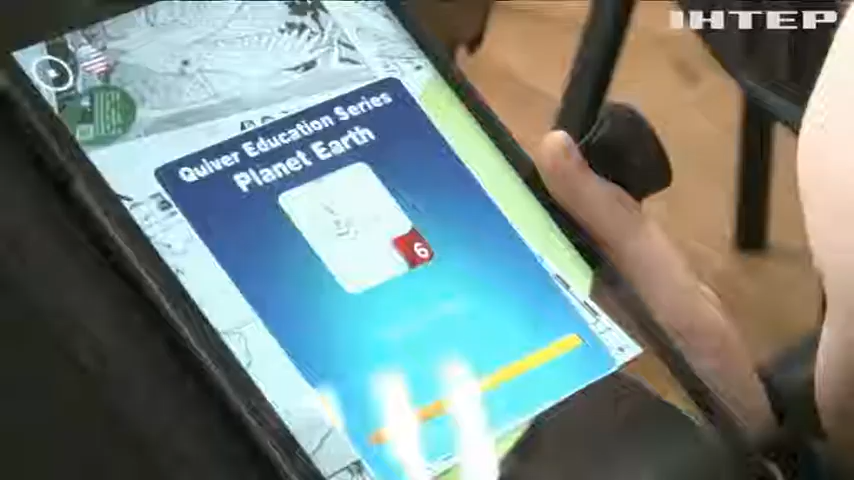 ІНТЕР
Quiver Education Series
Planet Earth
6